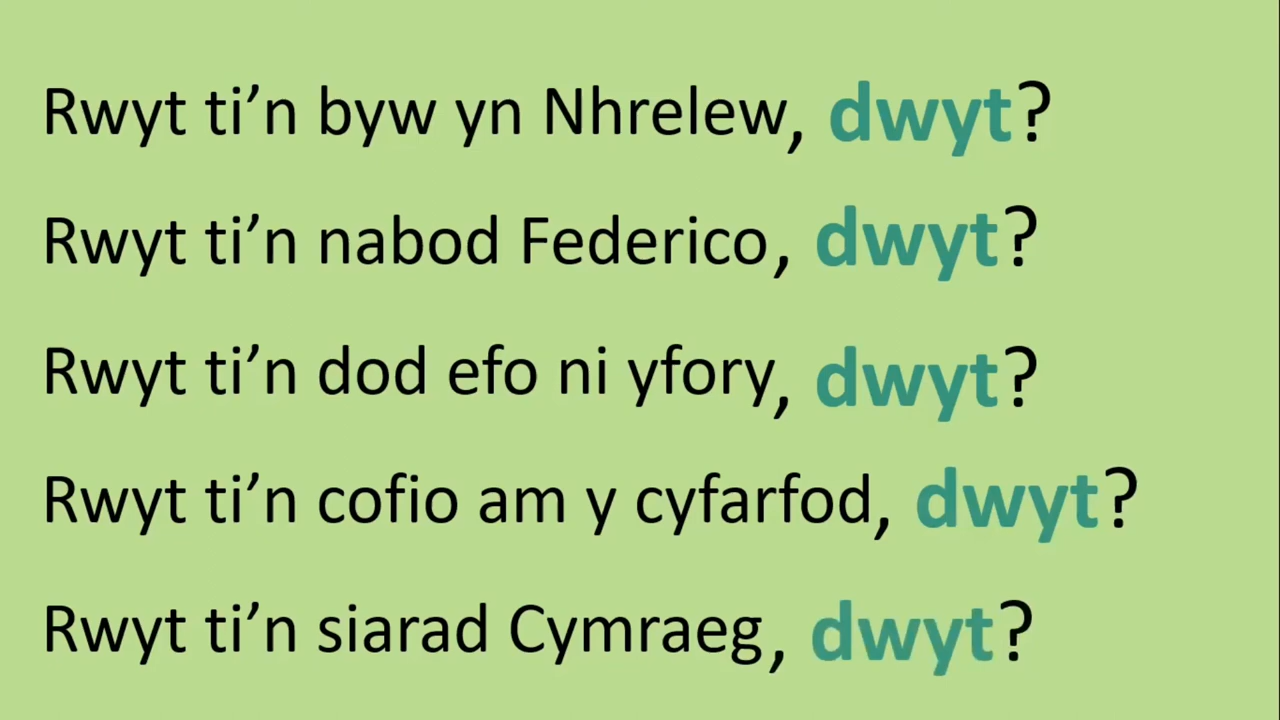 Rwyt ti’n byw yn Nhrelew, dwyt?
Rwyt ti’n nabod Federico, dwyt?
Rwyt ti’n dod efo ni yfory, dwyt?
Rwyt ti’n cofio am y cyfarfod, dwyt?
Rwyt ti’n siarad Cymraeg, dwyt?